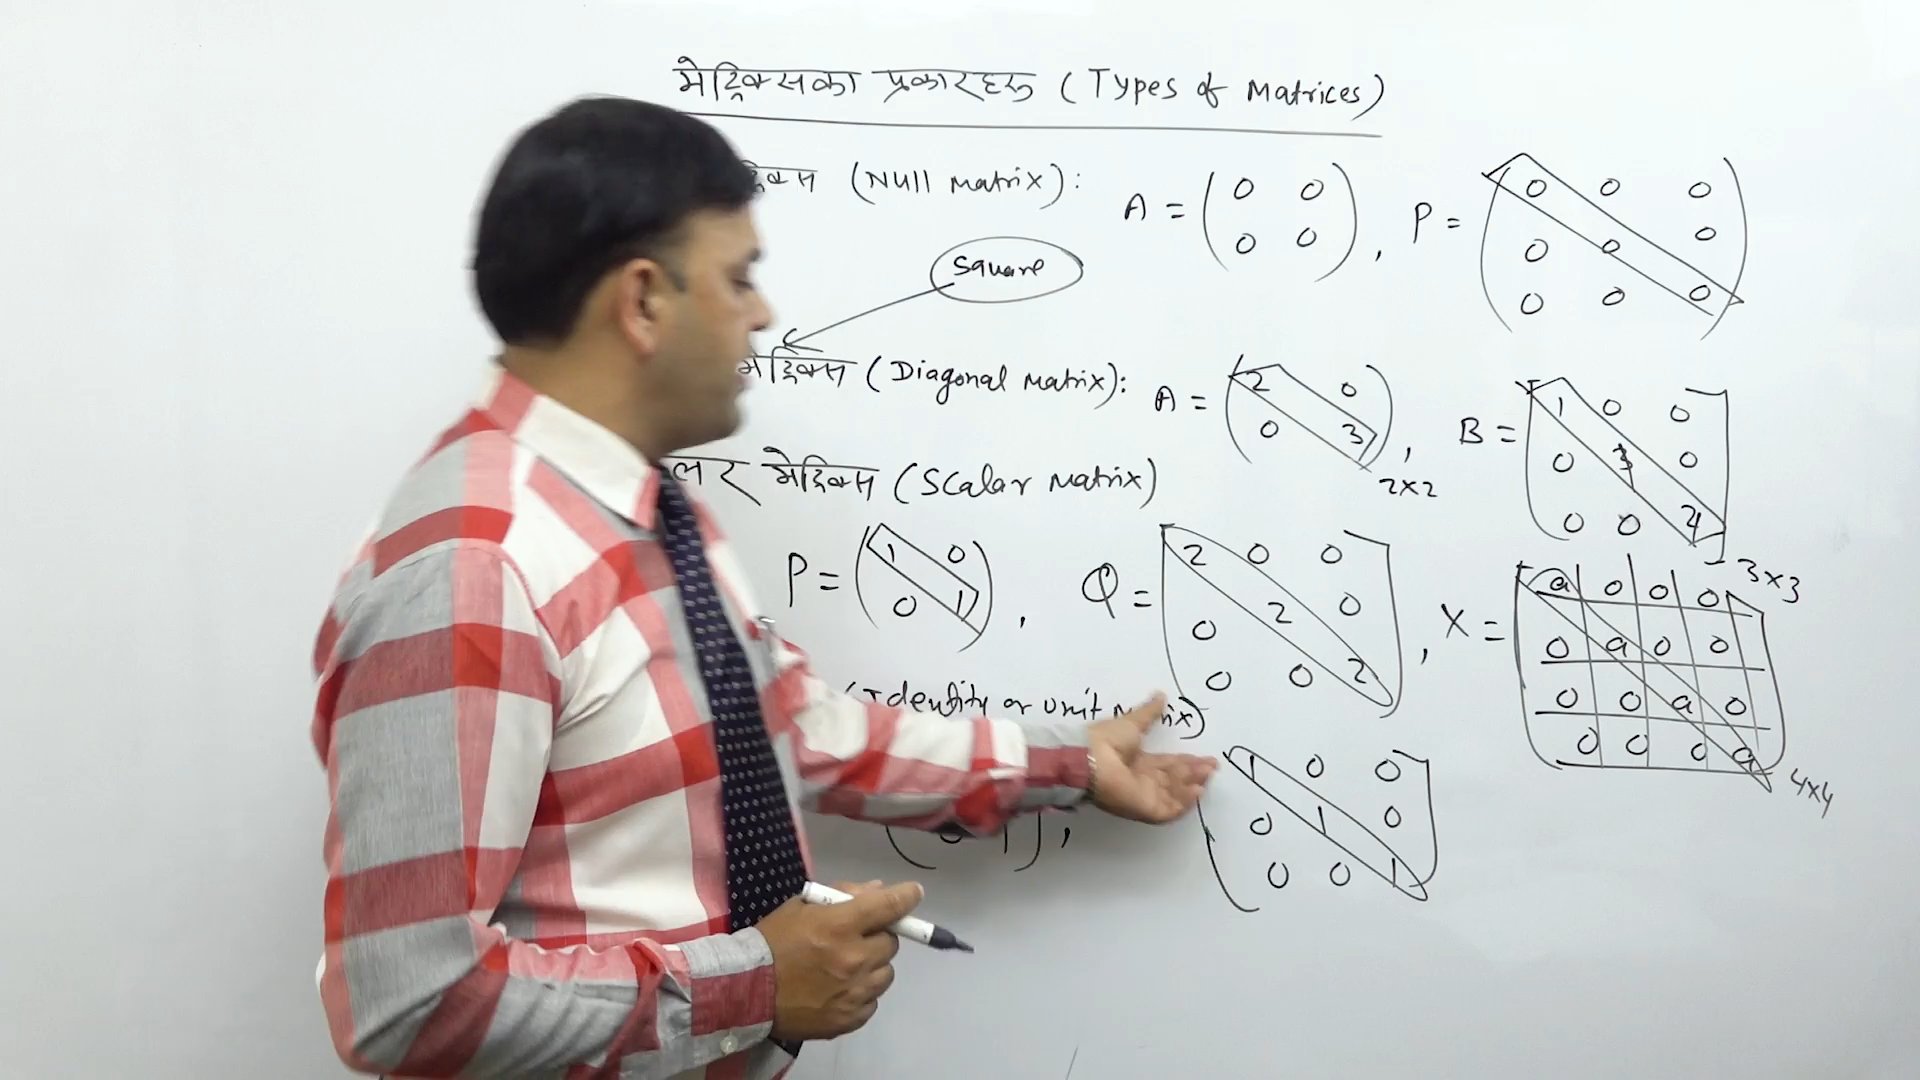 मेट्रिक्सका प्रकारहरू (Types of Matrices)
(Null Matrix): A = ( 0 0 0 0 ) , P = ( 0 0 0 0 0 0 0 0 0 )
square
मेट्रिक्स (Diagonal Matrix): A = ( 2 0 0 3 ) 2×2 , B = [ 1 0 0 0 3 0 0 0 4 ] 3×3
मेट्रिक्स (Scalar Matrix)
P = ( 1 0 0 1 ) , Q = [ 2 0 0 0 2 0 0 0 2 ] , X = [ a 0 0 0 0 a 0 0 0 0 a 0 0 0 0 a ] 4×4
(Identity or unit Matrix)
0 1 ) , [ 1 0 0 0 1 0 0 0 1 ]